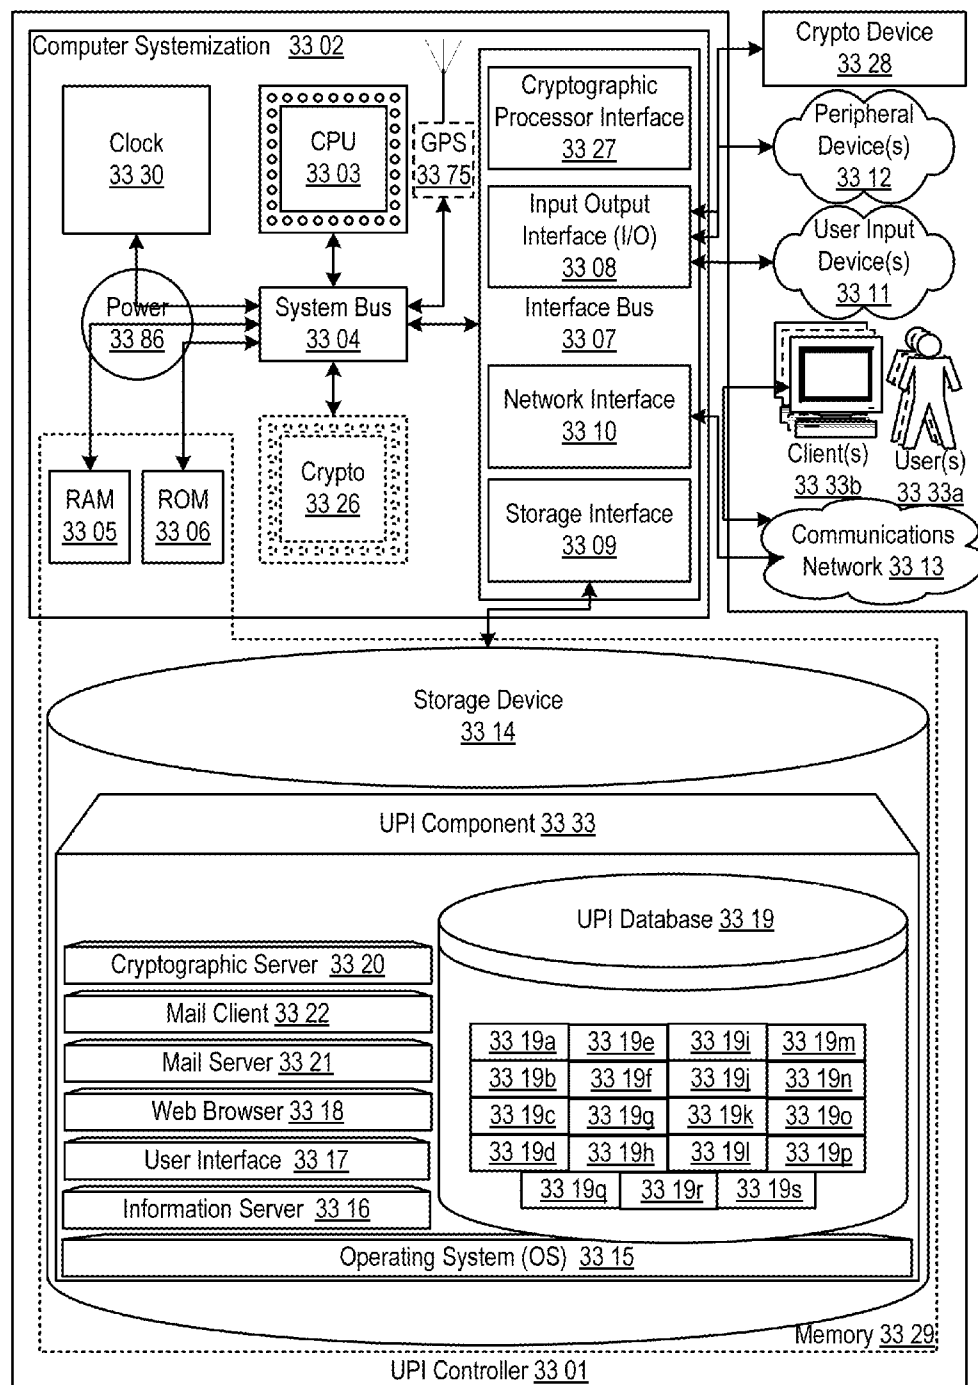 Computer Systemization 33 02
Clock
33 30
CPU
33 03
GPS
33 75
Cryptographic
Processor Interface
33 27
Input Output
Interface (I/O)
33 08
Interface Bus
33 07
Network Interface
33 10
Storage Interface
33 09
Power
33 86
System Bus
33 04
RAM
33 05
ROM
33 06
Crypto
33 26
Crypto Device
33 28
Peripheral
Device(s)
33 12
User Input
Device(s)
33 11
Client(s)
33 33b
User(s)
33 33a
Communications
Network 33 13
Storage Device
33 14
UPI Component 33 33
UPI Database 33 19
Cryptographic Server 33 20
Mail Client 33 22
Mail Server 33 21
Web Browser 33 18
User Interface 33 17
Information Server 33 16
33 19a 33 19e 33 19i 33 19m
33 19b 33 19f 33 19j 33 19n
33 19c 33 19g 33 19k 33 19o
33 19d 33 19h 33 19l 33 19p
33 19q 33 19r 33 19s
Operating System (OS) 33 15
Memory 33 29
UPI Controller 33 01